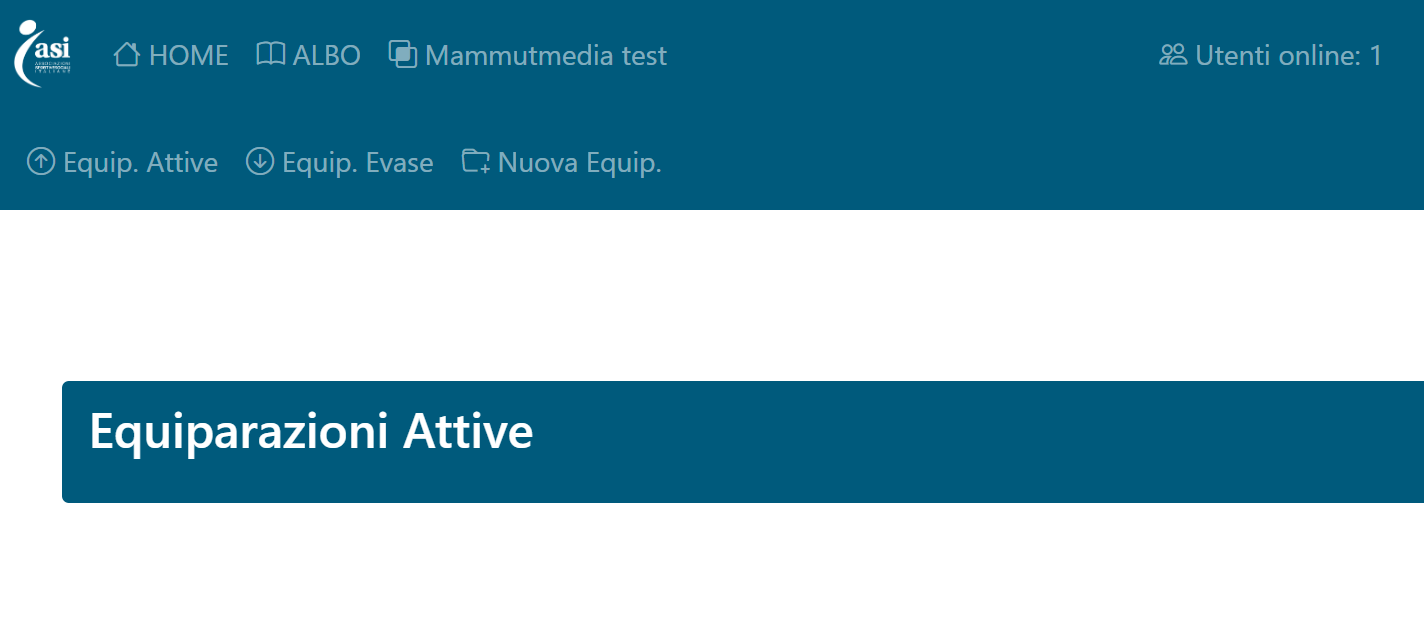 asi
HOME
ALBO
Mammutmedia test
Utenti online: 1
Equip. Attive
Equip. Evase
Nuova Equip.
Equiparazioni Attive